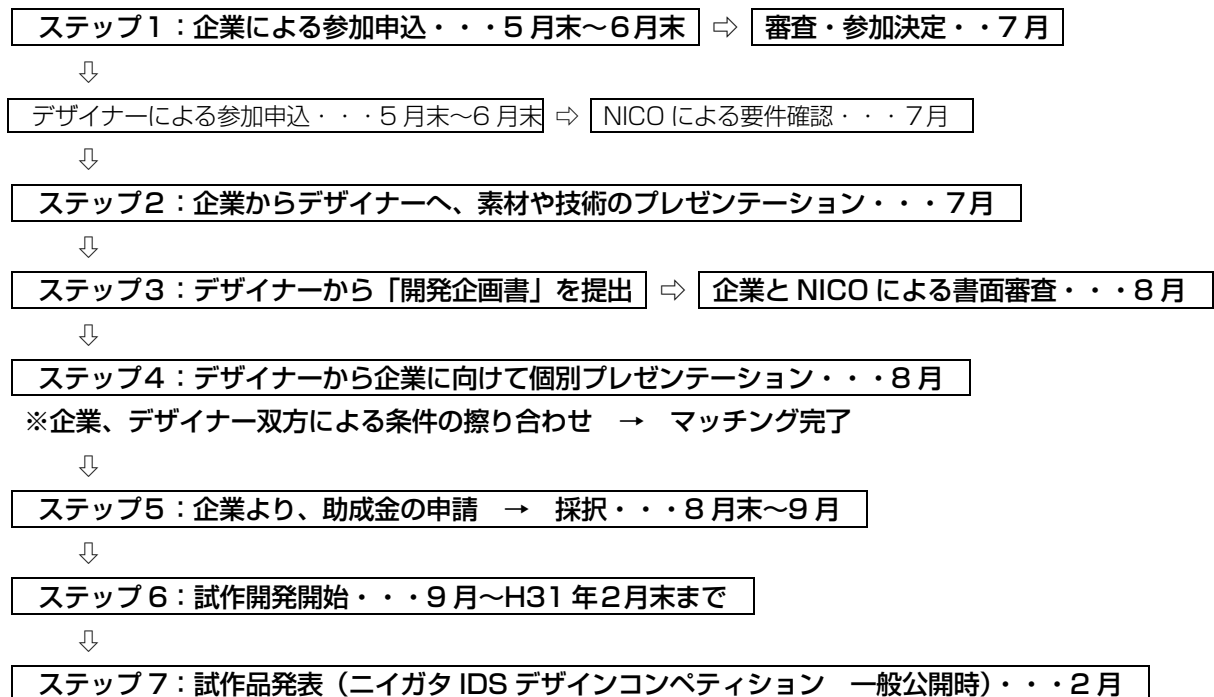 ステップ１：企業による参加申込・・・５月末～６月末 ⇨ 審査・参加決定・・７月
⇩
デザイナーによる参加申込・・・５月末～６月末 ⇨ NICO による要件確認・・・７月
⇩
ステップ２：企業からデザイナーへ、素材や技術のプレゼンテーション・・・７月
⇩
ステップ３：デザイナーから「開発企画書」を提出 ⇨ 企業と NICO による書面審査・・・８月
⇩
ステップ４：デザイナーから企業に向けて個別プレゼンテーション・・・８月
※企業、デザイナー双方による条件の擦り合わせ　→　マッチング完了
⇩
ステップ５：企業より、助成金の申請　→　採択・・・８月末～９月
⇩
ステップ６：試作開発開始・・・９月～H31 年２月末まで
⇩
ステップ７：試作品発表（ニイガタ IDS デザインコンペティション　一般公開時）・・・２月